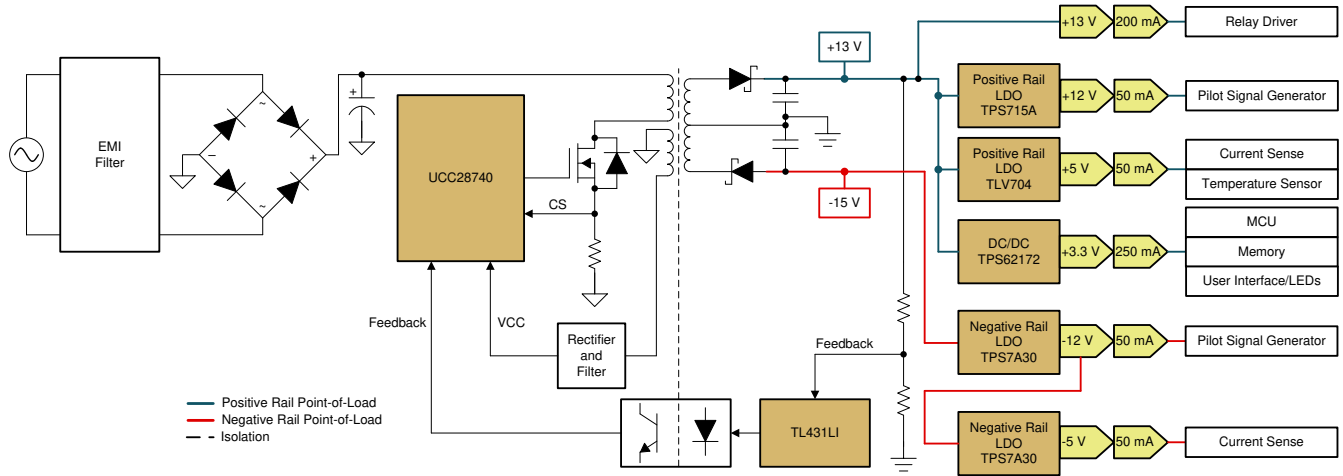 +13 V
200 mA
Relay Driver
+13 V
EMI
Filter
~
+
-
~
+
UCC28740
CS
Positive Rail
LDO
TPS715A
+12 V
50 mA
Pilot Signal Generator
Positive Rail
LDO
TLV704
+5 V
50 mA
Current Sense
Temperature Sensor
-15 V
DC/DC
TPS62172
+3.3 V
250 mA
MCU
Memory
User Interface/LEDs
Feedback
VCC
Rectifier
and
Filter
Feedback
Negative Rail
LDO
TPS7A30
-12 V
50 mA
Pilot Signal Generator
Positive Rail Point-of-Load
Negative Rail Point-of-Load
Isolation
TL431LI
Negative Rail
LDO
TPS7A30
-5 V
50 mA
Current Sense